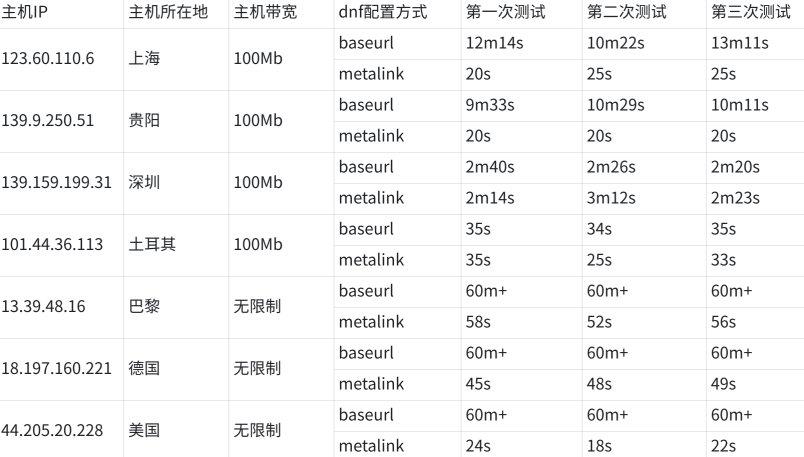 主机IP 主机所在地 主机带宽 dnf配置方式 第一次测试 第二次测试 第三次测试
123.60.110.6 上海 100Mb baseurl 12m14s 10m22s 13m11s
metalink 20s 25s 25s
139.9.250.51 贵阳 100Mb baseurl 9m33s 10m29s 10m11s
metalink 20s 20s 20s
139.159.199.31 深圳 100Mb baseurl 2m40s 2m26s 2m20s
metalink 2m14s 3m12s 2m23s
101.44.36.113 土耳其 100Mb baseurl 35s 34s 35s
metalink 35s 25s 33s
13.39.48.16 巴黎 无限制 baseurl 60m+ 60m+ 60m+
metalink 58s 52s 56s
18.197.160.221 德国 无限制 baseurl 60m+ 60m+ 60m+
metalink 45s 48s 49s
44.205.20.228 美国 无限制 baseurl 60m+ 60m+ 60m+
metalink 24s 18s 22s